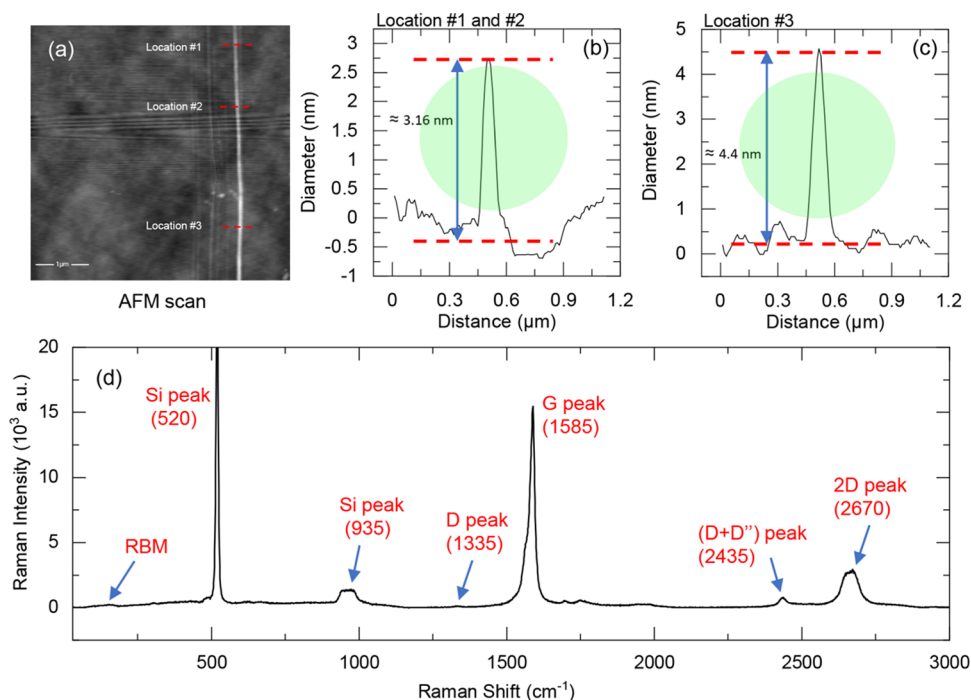 (a)
Location #1
Location #2
Location #3
1µm
AFM scan
Location #1 and #2
(b)
3
2.5
2
1.5
1
0.5
0
-0.5
-1
Diameter (nm)
≈ 3.16 nm
0
0.3
0.6
0.9
1.2
Distance (µm)
Location #3
(c)
5
4
3
2
1
0
Diameter (nm)
≈ 4.4 nm
0
0.3
0.6
0.9
1.2
Distance (µm)
(d)
20
15
10
5
0
Raman Intensity (10³ a.u.)
RBM
Si peak
(520)
Si peak
(935)
D peak
(1335)
G peak
(1585)
(D+D'') peak
(2435)
2D peak
(2670)
500
1000
1500
2000
2500
3000
Raman Shift (cm⁻¹)